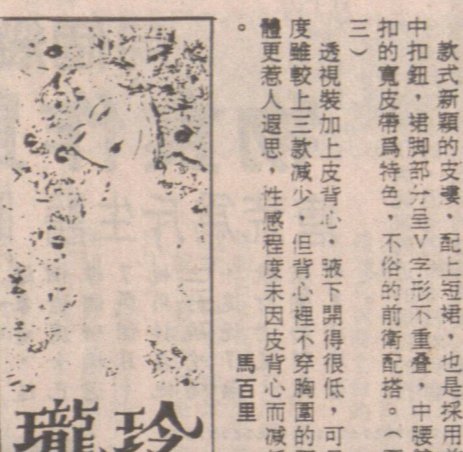 款式新穎的支褸，配上短裙，也是採用
中扣鈕，裙脚部分呈V字形不重叠，中腰
扣的寬皮帶爲特色，不俗的前衛配搭。（
三）
透視裝加上皮背心，腋下開得很低，可
度雖較上三款減少，但背心裡不穿胸圍的
體更惹人遐思，性感程度未因皮背心而減
。
馬百里
玲瓏